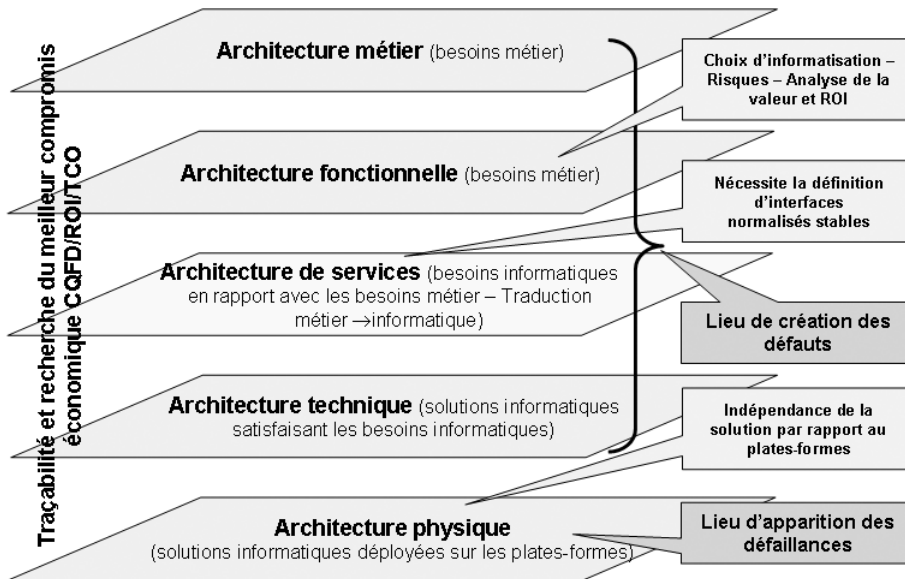 Traçabilité et recherche du meilleur compromis
économique CQFD/ROI/TCO
Architecture métier (besoins métier)
Choix d'informatisation –
Risques – Analyse de la
valeur et ROI
Architecture fonctionnelle (besoins métier)
Nécessite la définition
d'interfaces
normalisés stables
Architecture de services (besoins informatiques
en rapport avec les besoins métier – Traduction
métier →informatique)
Lieu de création des
défauts
Architecture technique (solutions informatiques
satisfaisant les besoins informatiques)
Indépendance de la
solution par rapport au
plates-formes
Architecture physique
(solutions informatiques déployées sur les plates-formes)
Lieu d'apparition des
défaillances